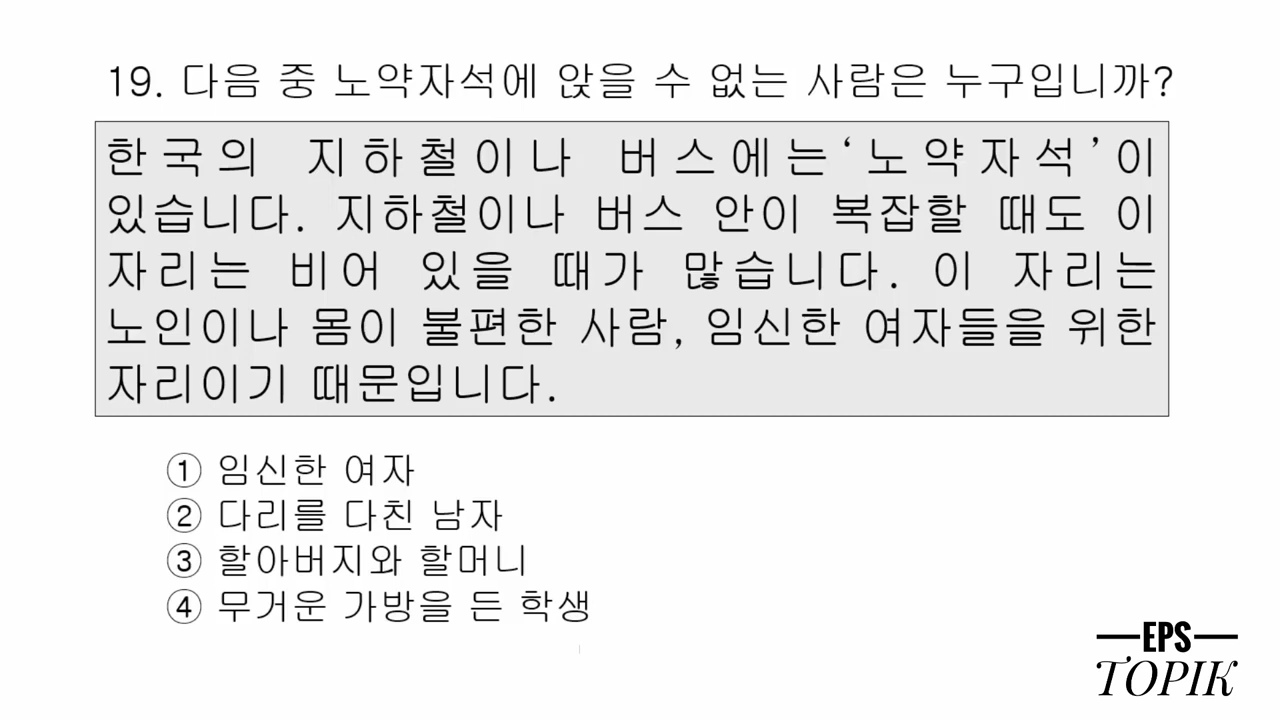 19. 다음 중 노약자석에 앉을 수 없는 사람은 누구입니까?
한국의 지하철이나 버스에는 ‘노약자석’이
있습니다. 지하철이나 버스 안이 복잡할 때도 이
자리는 비어 있을 때가 많습니다. 이 자리는
노인이나 몸이 불편한 사람, 임신한 여자들을 위한
자리이기 때문입니다.
① 임신한 여자
② 다리를 다친 남자
③ 할아버지와 할머니
④ 무거운 가방을 든 학생
EPS
TOPIK